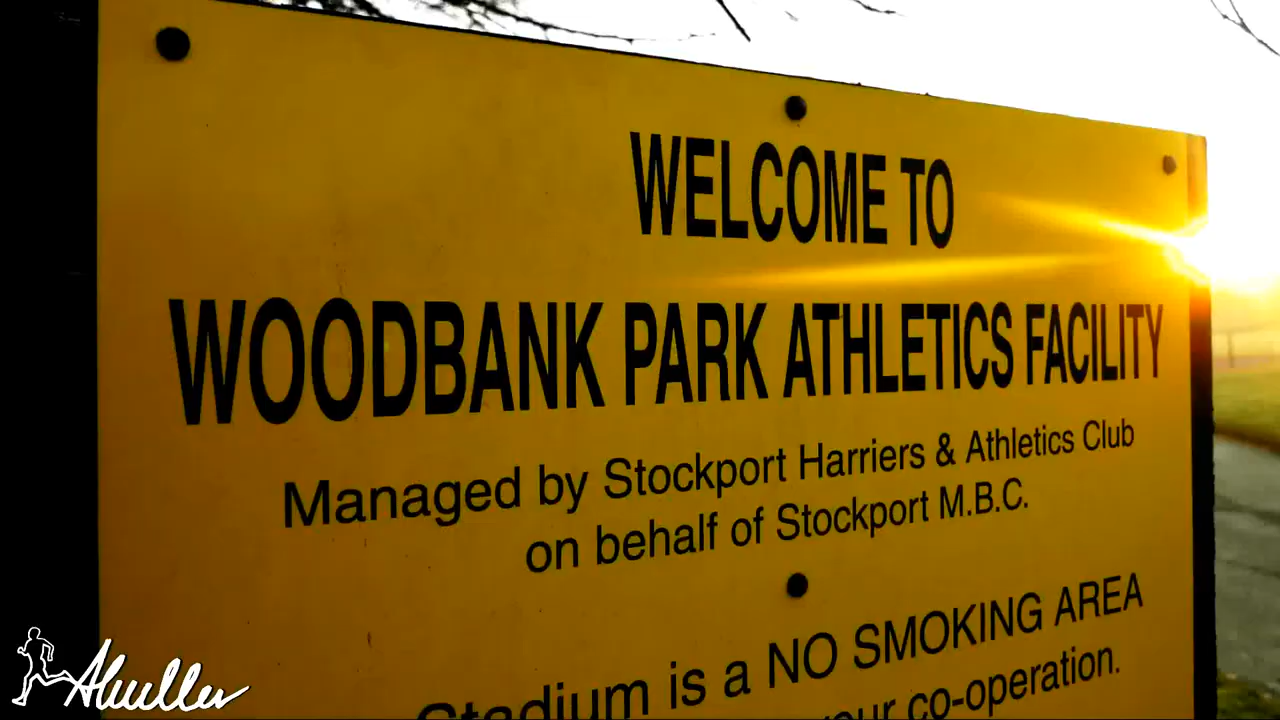 WELCOME TO
WOODBANK PARK ATHLETICS FACILITY
Managed by Stockport Harriers & Athletics Club
on behalf of Stockport M.B.C.
Stadium is a NO SMOKING AREA
your co-operation.